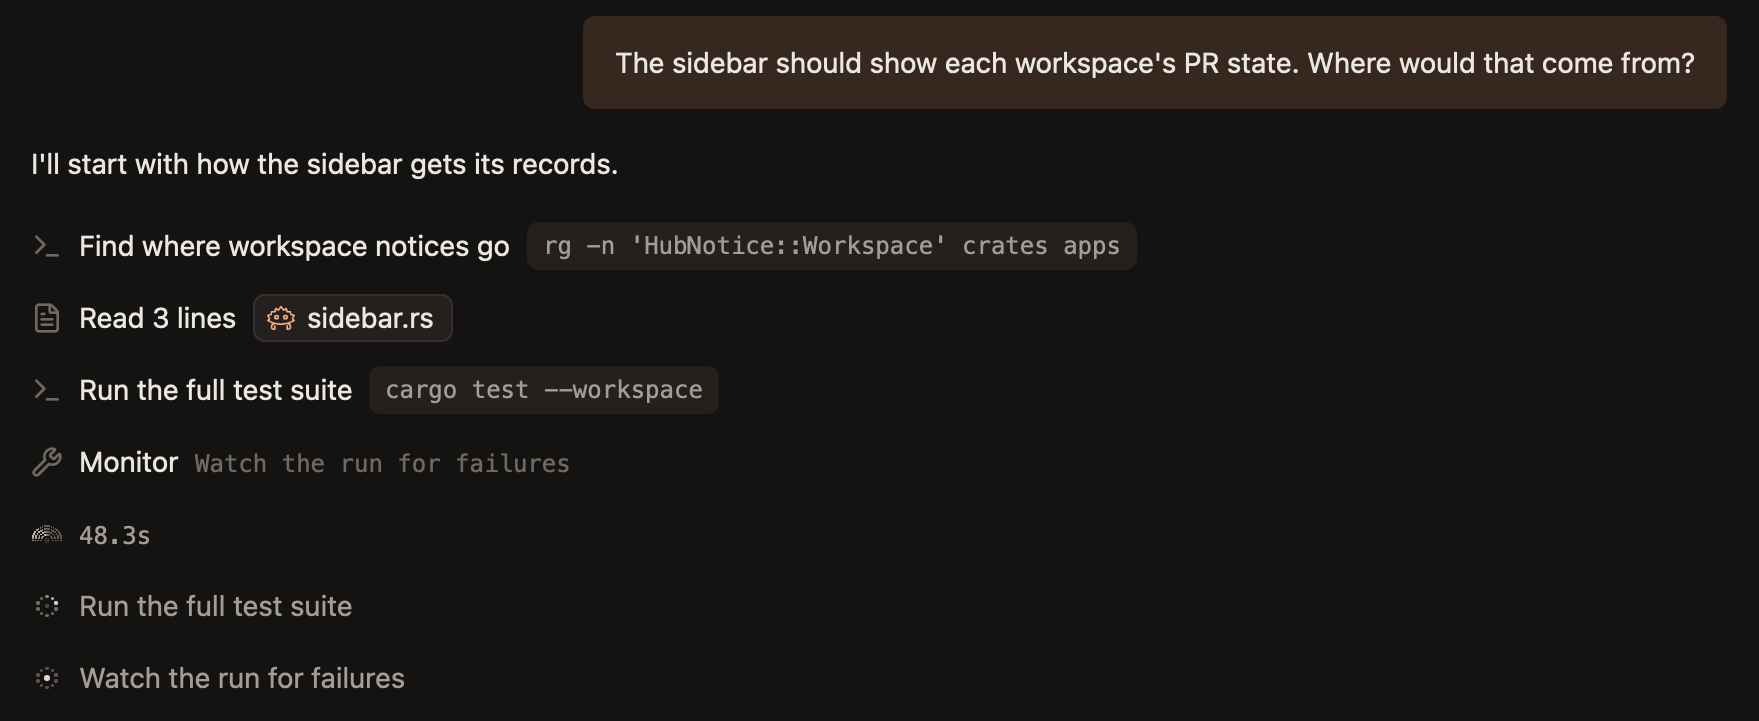 The sidebar should show each workspace's PR state. Where would that come from?
I'll start with how the sidebar gets its records.
Find where workspace notices go rg -n 'HubNotice::Workspace' crates apps
Read 3 lines sidebar.rs
Run the full test suite cargo test --workspace
Monitor Watch the run for failures
48.3s
Run the full test suite
Watch the run for failures